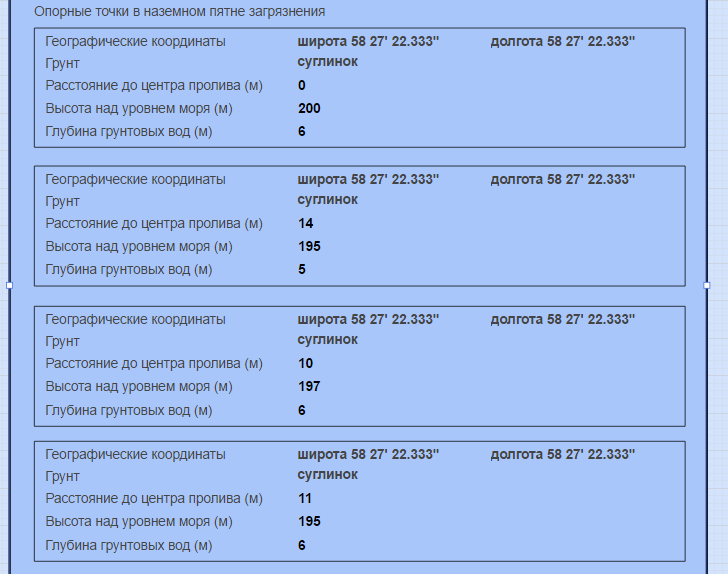 Опорные точки в наземном пятне загрязнения
Географические координаты широта 58 27' 22.333" долгота 58 27' 22.333"
Грунт суглинок
Расстояние до центра пролива (м) 0
Высота над уровнем моря (м) 200
Глубина грунтовых вод (м) 6
Географические координаты широта 58 27' 22.333" долгота 58 27' 22.333"
Грунт суглинок
Расстояние до центра пролива (м) 14
Высота над уровнем моря (м) 195
Глубина грунтовых вод (м) 5
Географические координаты широта 58 27' 22.333" долгота 58 27' 22.333"
Грунт суглинок
Расстояние до центра пролива (м) 10
Высота над уровнем моря (м) 197
Глубина грунтовых вод (м) 6
Географические координаты широта 58 27' 22.333" долгота 58 27' 22.333"
Грунт суглинок
Расстояние до центра пролива (м) 11
Высота над уровнем моря (м) 195
Глубина грунтовых вод (м) 6